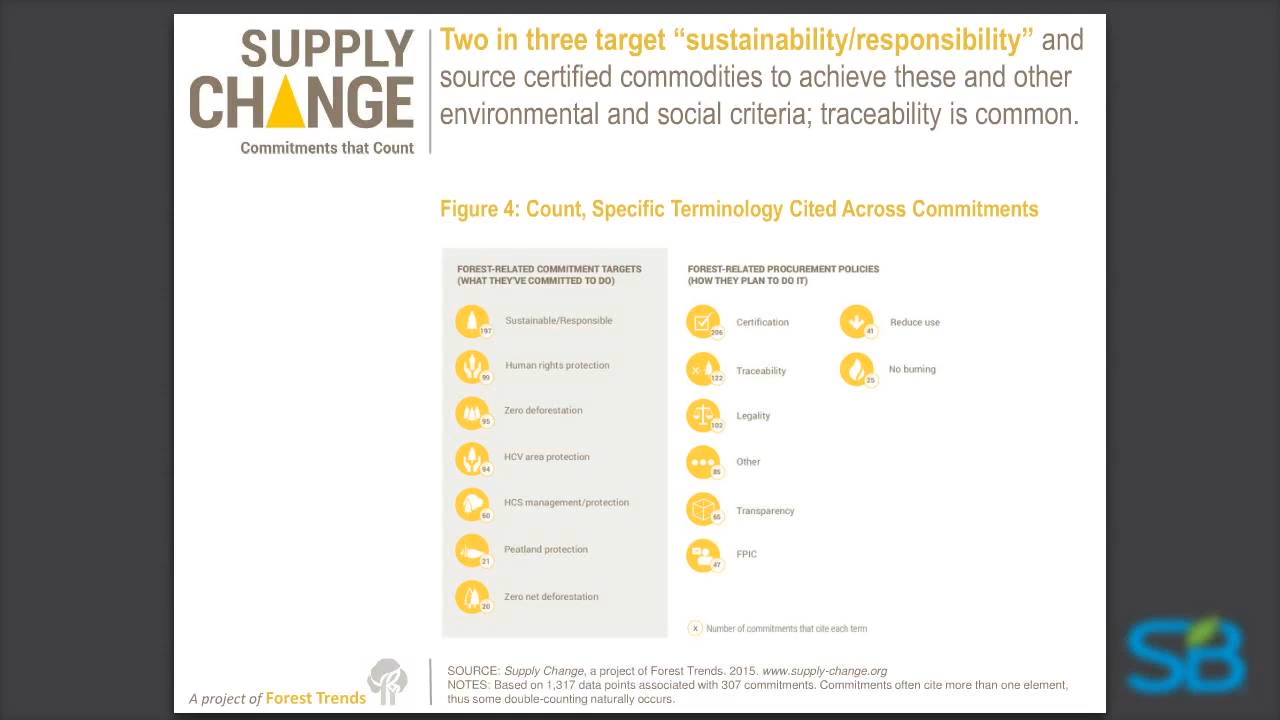 SUPPLY
CHANGE
Commitments that Count
Two in three target “sustainability/responsibility” and
source certified commodities to achieve these and other
environmental and social criteria; traceability is common.
Figure 4: Count, Specific Terminology Cited Across Commitments
FOREST-RELATED COMMITMENT TARGETS
(WHAT THEY'VE COMMITTED TO DO)
197 Sustainable/Responsible
99 Human rights protection
95 Zero deforestation
94 HCV area protection
60 HCS management/protection
21 Peatland protection
20 Zero net deforestation
FOREST-RELATED PROCUREMENT POLICIES
(HOW THEY PLAN TO DO IT)
206 Certification
122 Traceability
102 Legality
85 Other
65 Transparency
47 FPIC
41 Reduce use
25 No burning
X Number of commitments that cite each term
A project of Forest Trends
SOURCE: Supply Change, a project of Forest Trends. 2015. www.supply-change.org
NOTES: Based on 1,317 data points associated with 307 commitments. Commitments often cite more than one element,
thus some double-counting naturally occurs.
SB